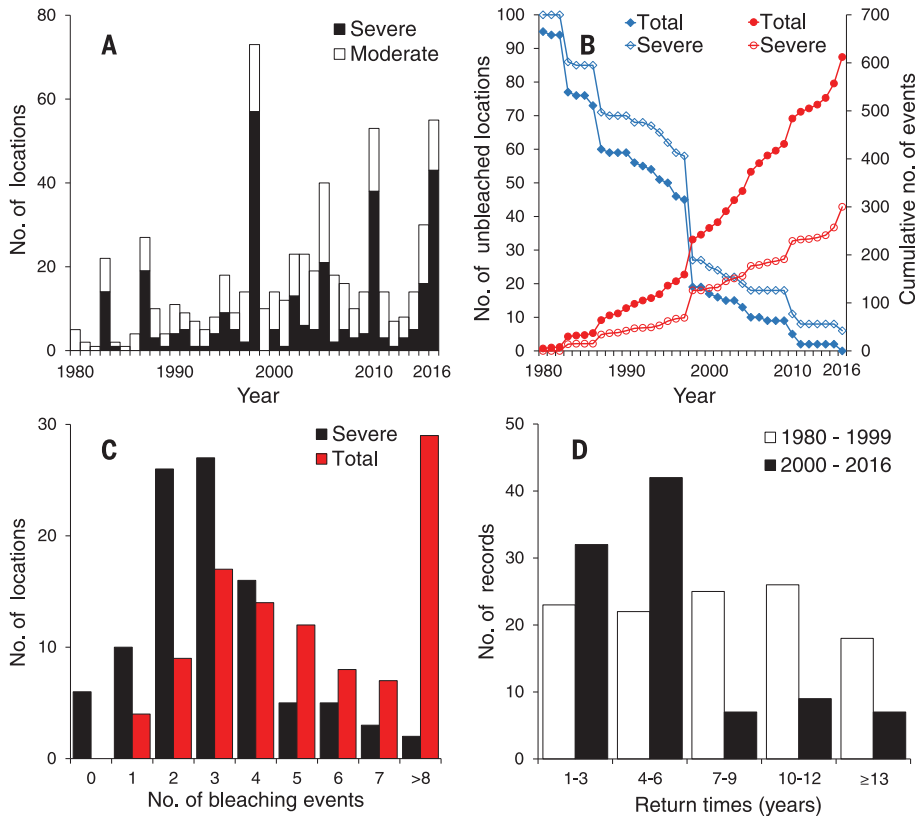 A
Severe
Moderate
No. of locations
80
60
40
20
0
1980
1990
2000
2010
2016
Year
B
Total
Severe
Total
Severe
No. of unbleached locations
100
90
80
70
60
50
40
30
20
10
0
Cumulative no. of events
700
600
500
400
300
200
100
0
1980
1990
2000
2010
2016
Year
C
Severe
Total
No. of locations
30
20
10
0
0
1
2
3
4
5
6
7
>8
No. of bleaching events
D
1980 - 1999
2000 - 2016
No. of records
50
40
30
20
10
0
1-3
4-6
7-9
10-12
≥13
Return times (years)